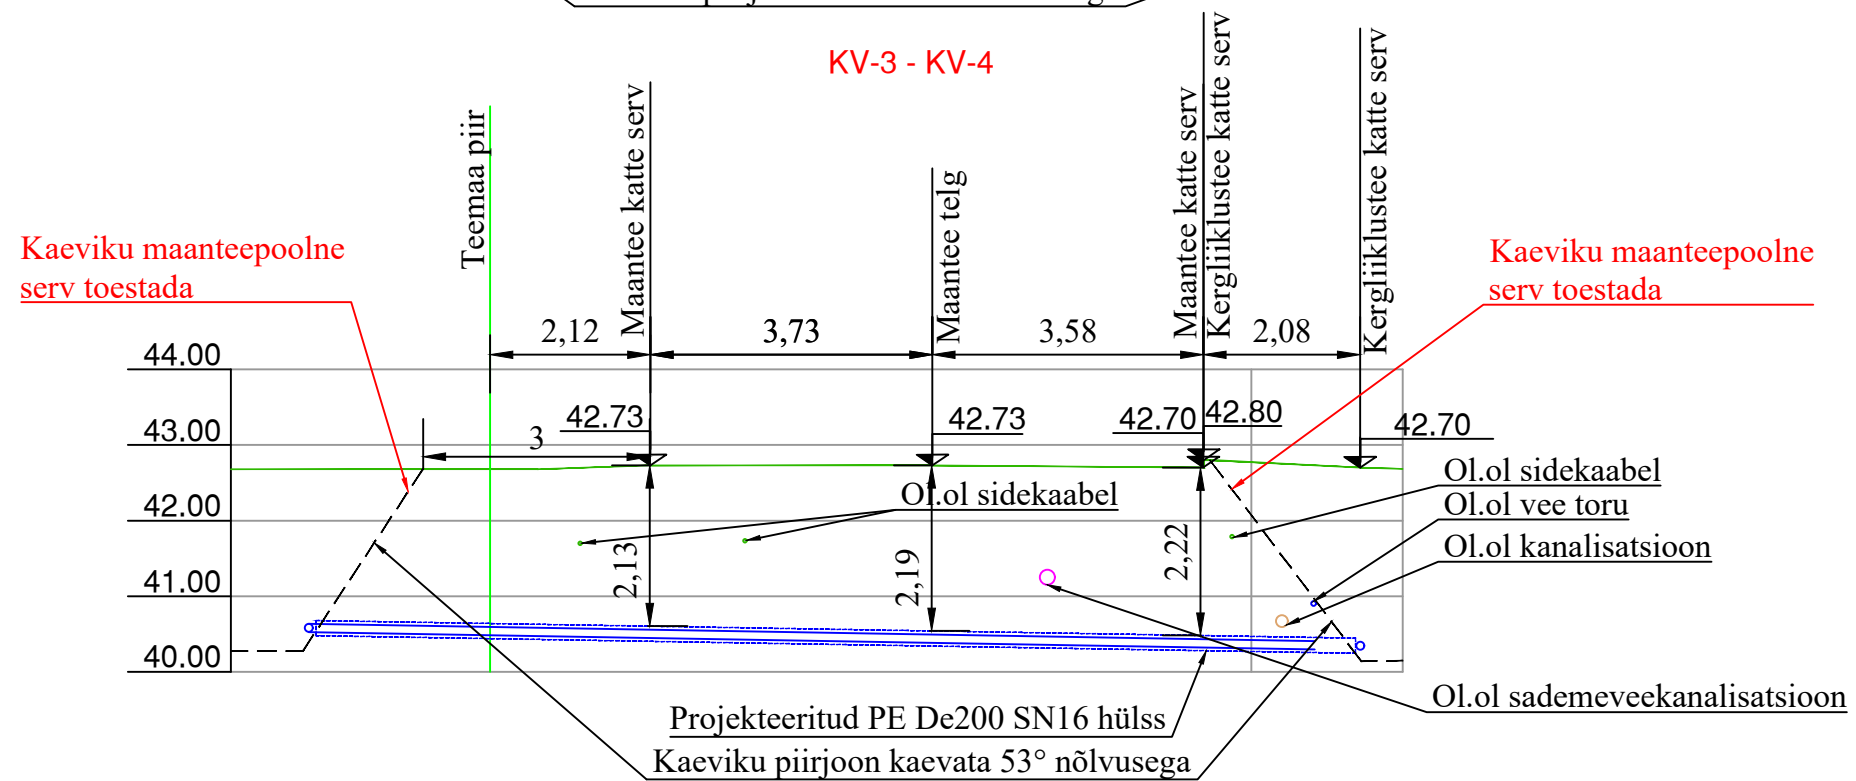 KV-3 - KV-4
Teemaa piir
Maantee katte serv
Maantee telg
Maantee katte serv
Kergliiklustee katte serv
Kergliiklustee katte serv
Kaeviku maanteepoolne
serv toestada
Kaeviku maanteepoolne
serv toestada
2,12
3,73
3,58
2,08
44.00
43.00
42.00
41.00
40.00
42.73
42.73
42.70
42.80
42.70
3
Ol.ol sidekaabel
Ol.ol sidekaabel
Ol.ol vee toru
Ol.ol kanalisatsioon
2,13
2,19
2,22
Ol.ol sademeveekanalisatsioon
Projekteeritud PE De200 SN16 hülss
Kaeviku piirjoon kaevata 53° nõlvusega